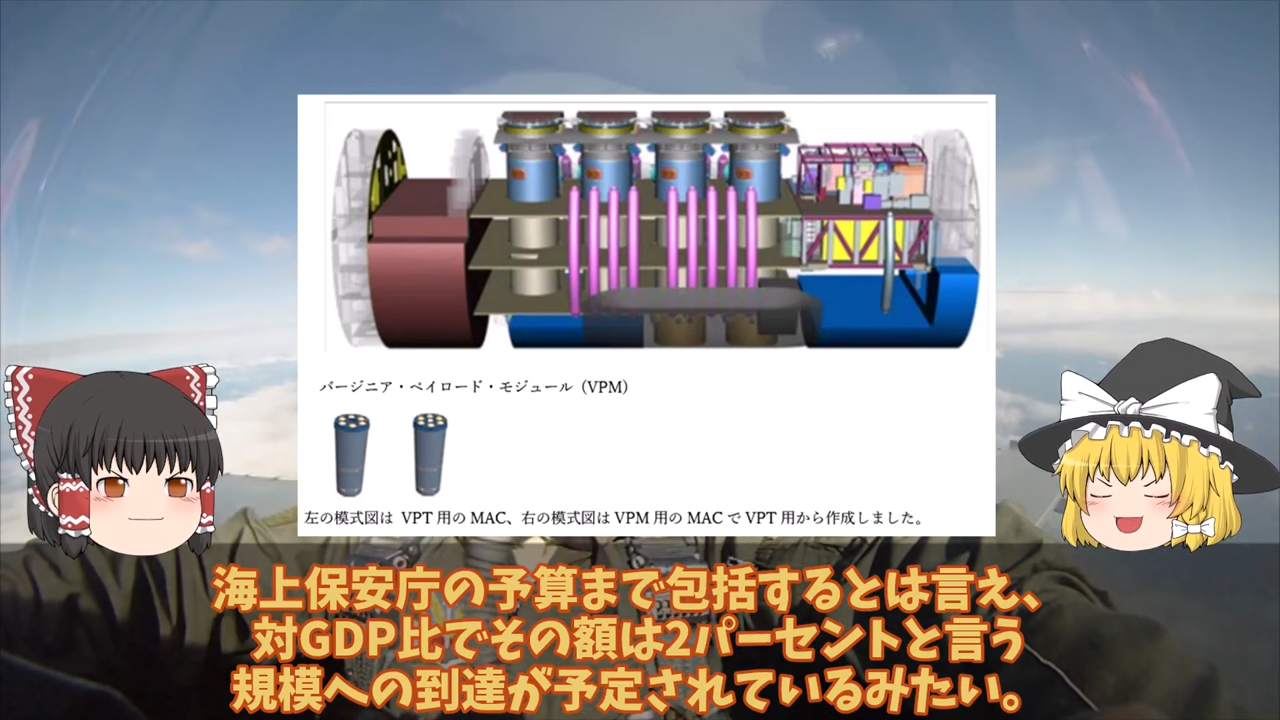 バージニア・ペイロード・モジュール（VPM）
左の模式図は VPT 用の MAC、右の模式図は VPM 用の MAC で VPT 用から作成しました。
海上保安庁の予算まで包括するとは言え、
対GDP比でその額は2パーセントと言う
規模への到達が予定されているみたい。